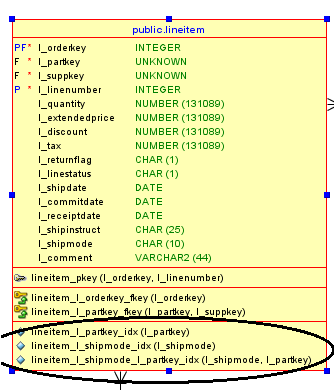 public.lineitem
PF * l_orderkey INTEGER
F * l_partkey UNKNOWN
F * l_suppkey UNKNOWN
P * l_linenumber INTEGER
l_quantity NUMBER (131089)
l_extendedprice NUMBER (131089)
l_discount NUMBER (131089)
l_tax NUMBER (131089)
l_returnflag CHAR (1)
l_linestatus CHAR (1)
l_shipdate DATE
l_commitdate DATE
l_receiptdate DATE
l_shipinstruct CHAR (25)
l_shipmode CHAR (10)
l_comment VARCHAR2 (44)
lineitem_pkey (l_orderkey, l_linenumber)
lineitem_l_orderkey_fkey (l_orderkey)
lineitem_l_partkey_fkey (l_partkey, l_suppkey)
lineitem_l_partkey_idx (l_partkey)
lineitem_l_shipmode_idx (l_shipmode)
lineitem_l_shipmode_l_partkey_idx (l_shipmode, l_partkey)